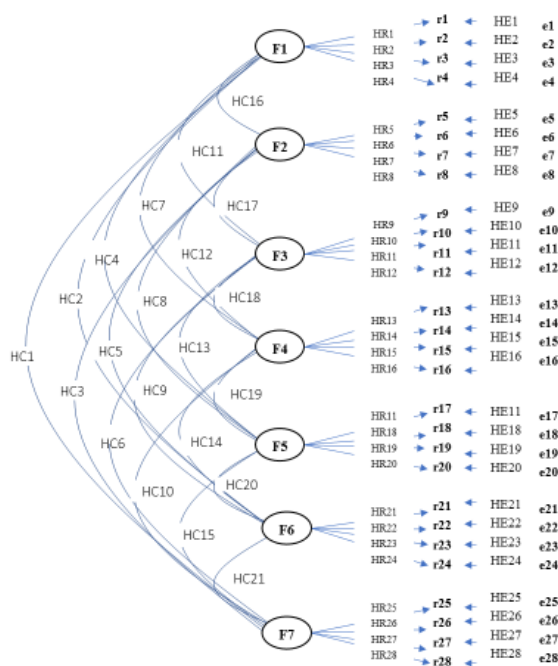 HR1 r1 HE1 e1
F1 HR2 r2 HE2 e2
HR3 r3 HE3 e3
HR4 r4 HE4 e4
HC16
HR5 r5 HE5 e5
F2 HR6 r6 HE6 e6
HC11 HR7 r7 HE7 e7
HR8 r8 HE8 e8
HC7 HC17
HR9 r9 HE9 e9
HC4 HC12 F3 HR10 r10 HE10 e10
HR11 r11 HE11 e11
HR12 r12 HE12 e12
HC2 HC8 HC18
HR13 r13 HE13 e13
HR14 r14 HE14 e14
HC1 HC5 HC13 F4 HR15 r15 HE15 e15
HR16 r16 HE16 e16
HC3 HC9 HC19
HR11 r17 HE11 e17
HC6 HC14 F5 HR18 r18 HE18 e18
HR19 r19 HE19 e19
HR20 r20 HE20 e20
HC10 HC20
HR21 r21 HE21 e21
HC15 F6 HR22 r22 HE22 e22
HR23 r23 HE23 e23
HR24 r24 HE24 e24
HC21
HR25 r25 HE25 e25
F7 HR26 r26 HE26 e26
HR27 r27 HE27 e27
HR28 r28 HE28 e28